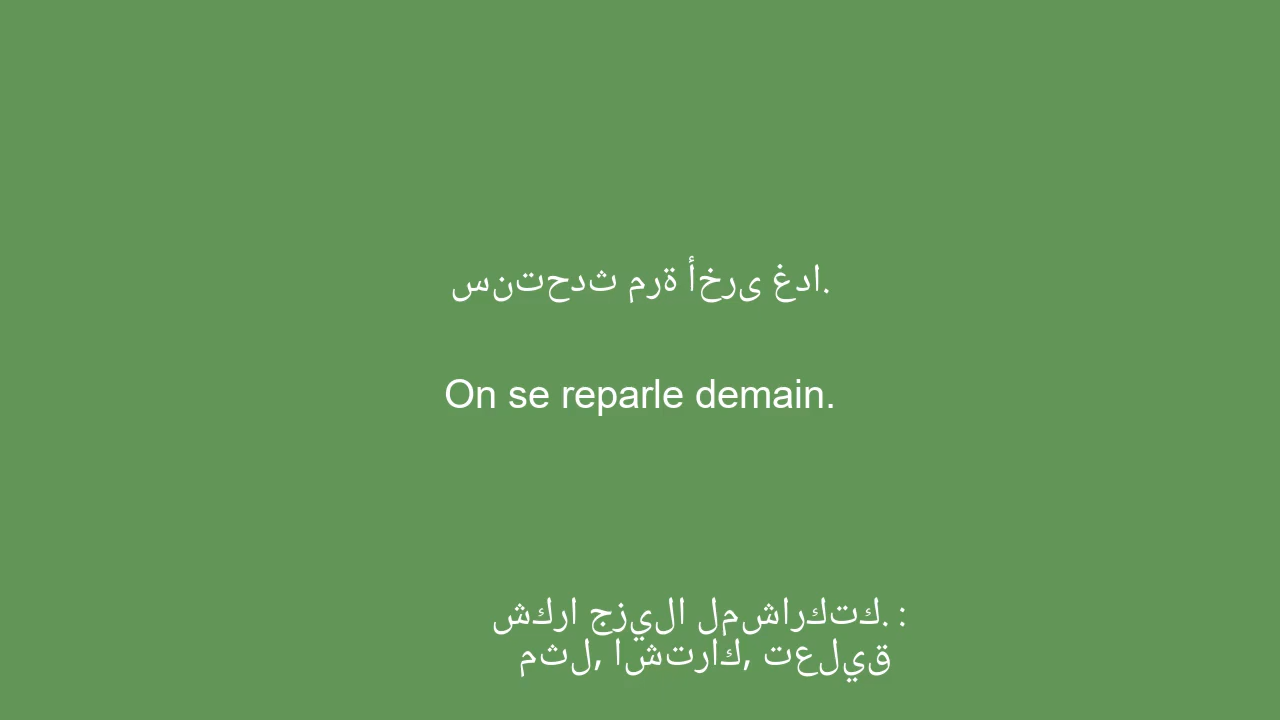 سنتحدث مرة أخرى غدا.
On se reparle demain.
شكرا جزيلا لمشاركتك. :
مثل, اشتراك, تعليق